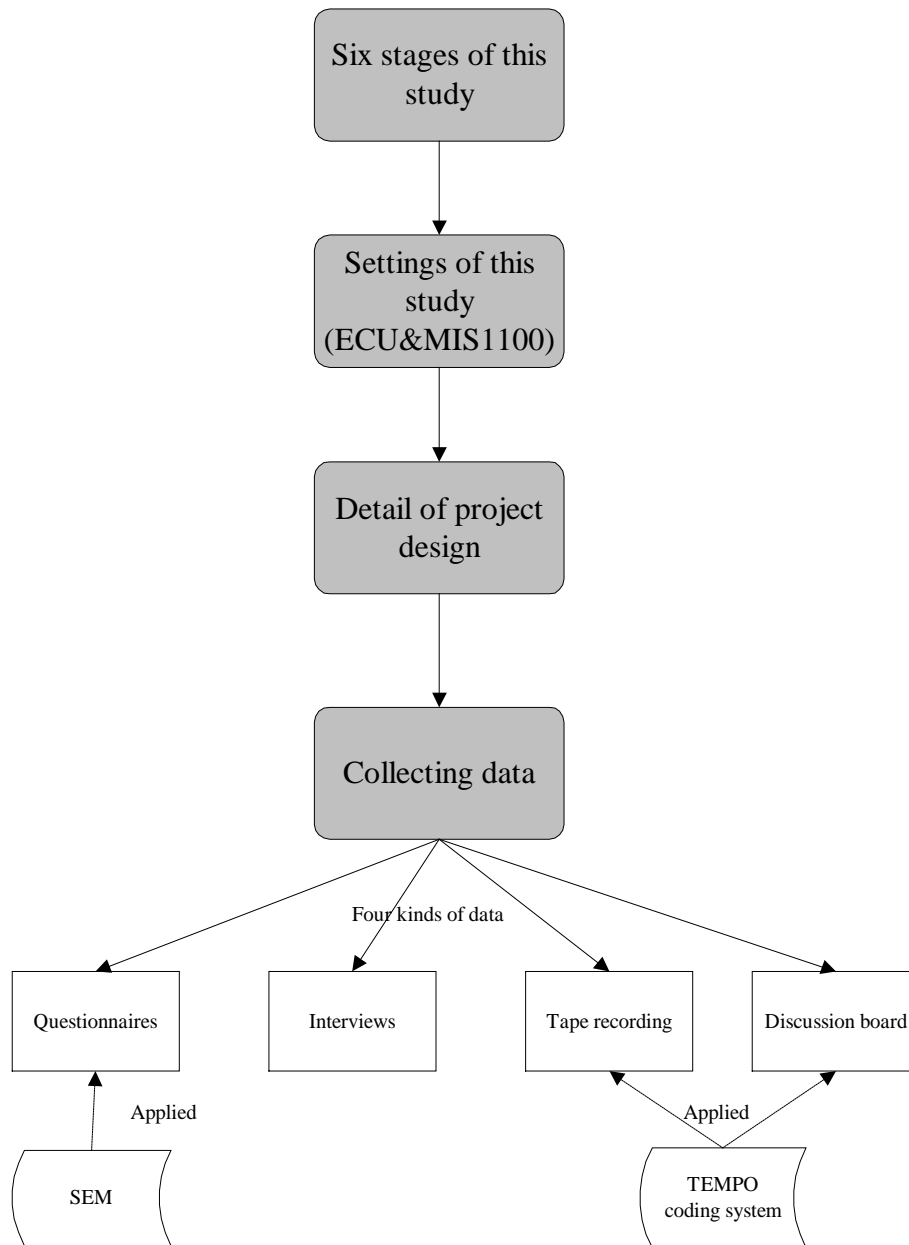 Six stages of this
study
Settings of this
study
(ECU&MIS1100)
Detail of project
design
Collecting data
Four kinds of data
Questionnaires
Interviews
Tape recording
Discussion board
Applied
Applied
SEM
TEMPO
coding system